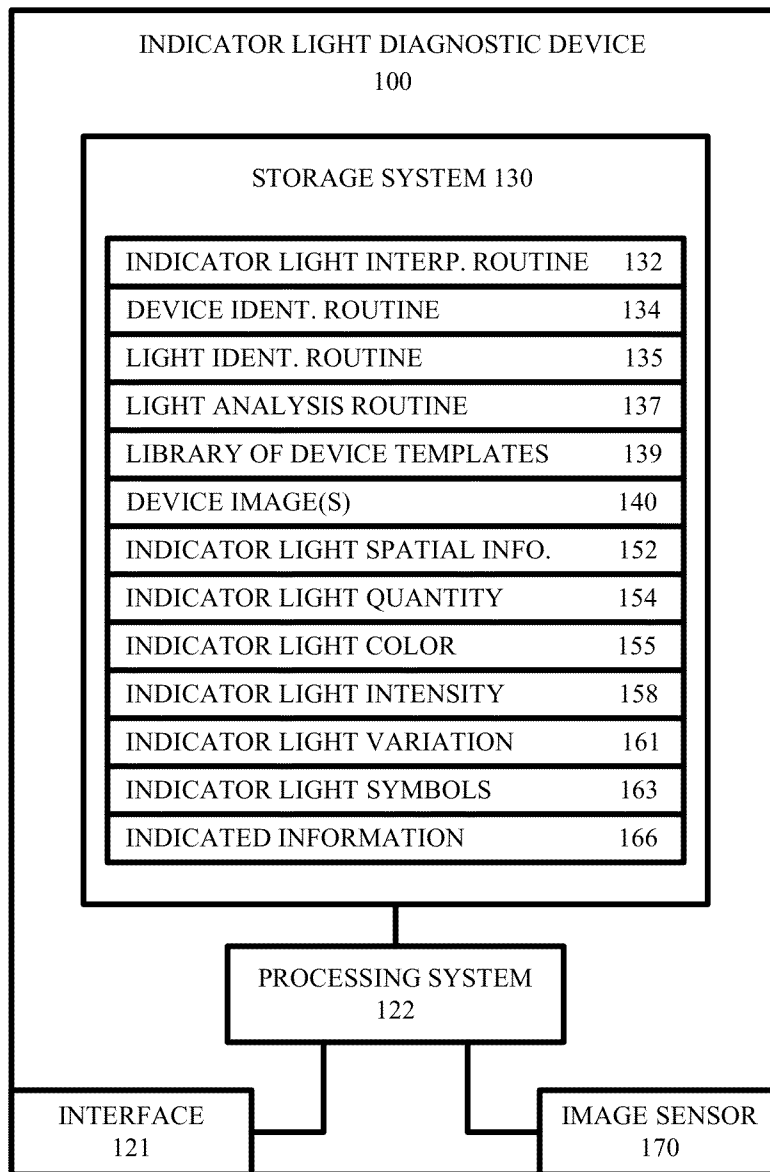 INDICATOR LIGHT DIAGNOSTIC DEVICE
100
STORAGE SYSTEM 130
INDICATOR LIGHT INTERP. ROUTINE 132
DEVICE IDENT. ROUTINE 134
LIGHT IDENT. ROUTINE 135
LIGHT ANALYSIS ROUTINE 137
LIBRARY OF DEVICE TEMPLATES 139
DEVICE IMAGE(S) 140
INDICATOR LIGHT SPATIAL INFO. 152
INDICATOR LIGHT QUANTITY 154
INDICATOR LIGHT COLOR 155
INDICATOR LIGHT INTENSITY 158
INDICATOR LIGHT VARIATION 161
INDICATOR LIGHT SYMBOLS 163
INDICATED INFORMATION 166
PROCESSING SYSTEM
122
INTERFACE
121
IMAGE SENSOR
170